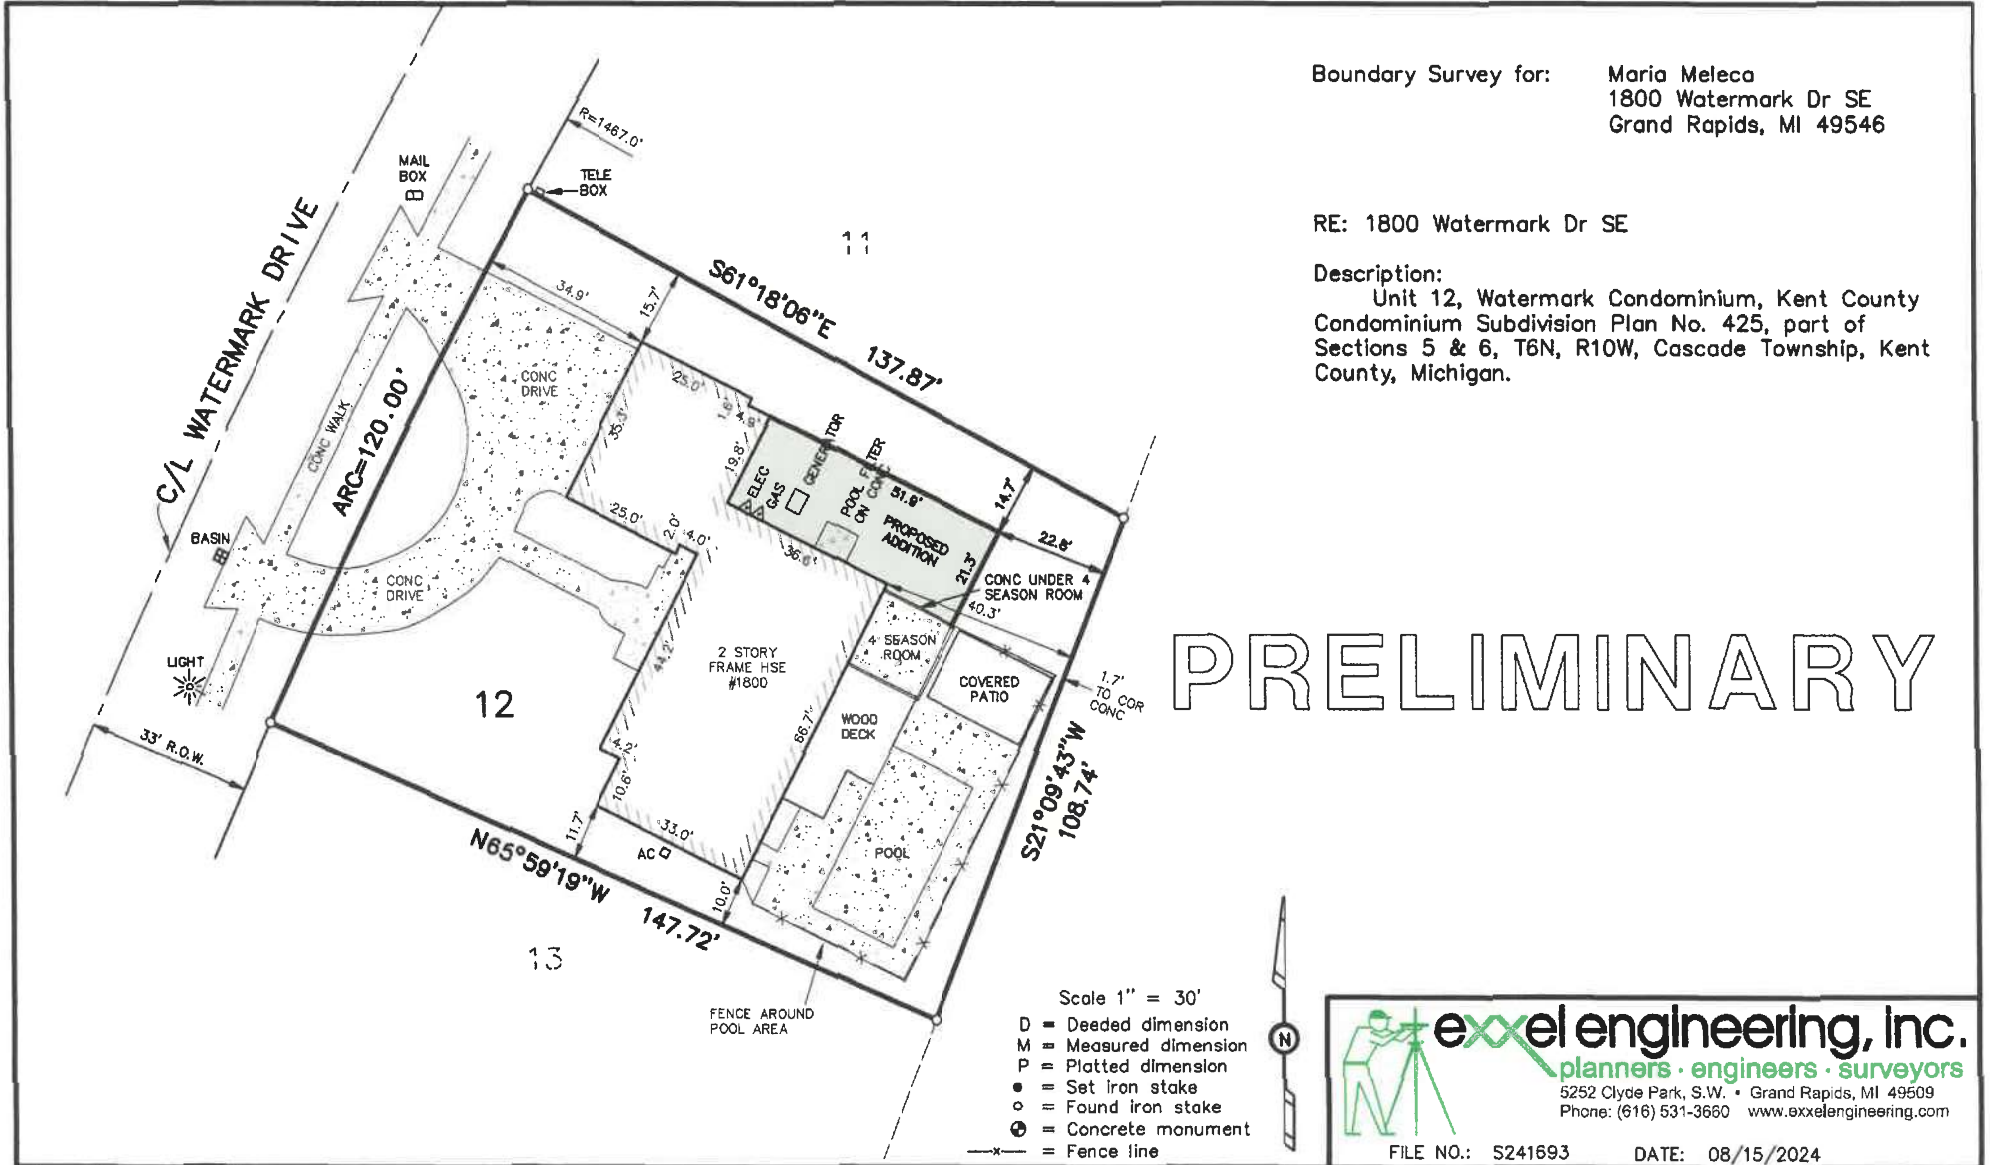 Boundary Survey for: Maria Meleca
1800 Watermark Dr SE
Grand Rapids, MI 49546
RE: 1800 Watermark Dr SE
Description:
Unit 12, Watermark Condominium, Kent County
Condominium Subdivision Plan No. 425, part of
Sections 5 & 6, T6N, R10W, Cascade Township, Kent
County, Michigan.
PRELIMINARY
R=1467.0'
MAIL
BOX
TELE
BOX
11
C/L WATERMARK DRIVE
S61°18'06"E 137.87'
34.9'
15.7'
CONC
DRIVE
25.0'
1.6'
4.9'
35.3'
19.8'
ELEC
GAS
GENERATOR
POOL FILTER
ON CONC
51.9'
PROPOSED
ADDITION
14.7'
22.8'
21.3'
CONC WALK
ARC=120.00'
25.0'
2.0'
4.0'
36.6'
CONC UNDER 4
SEASON ROOM
40.3'
BASIN
CONC
DRIVE
44.2'
2 STORY
FRAME HSE
#1800
4 SEASON
ROOM
COVERED
PATIO
1.7'
TO COR
CONC
LIGHT
12
WOOD
DECK
66.7'
33' R.O.W.
4.2'
10.6'
11.7'
33.0'
AC
POOL
10.0'
S21°09'43"W
108.74'
N65°59'19"W 147.72'
13
FENCE AROUND
POOL AREA
Scale 1" = 30'
D = Deeded dimension
M = Measured dimension
P = Platted dimension
● = Set iron stake
○ = Found iron stake
= Concrete monument
—x— = Fence line
N
exxel engineering, inc.
planners · engineers · surveyors
5252 Clyde Park, S.W. • Grand Rapids, MI 49509
Phone: (616) 531-3660 www.exxelengineering.com
FILE NO.: S241693 DATE: 08/15/2024